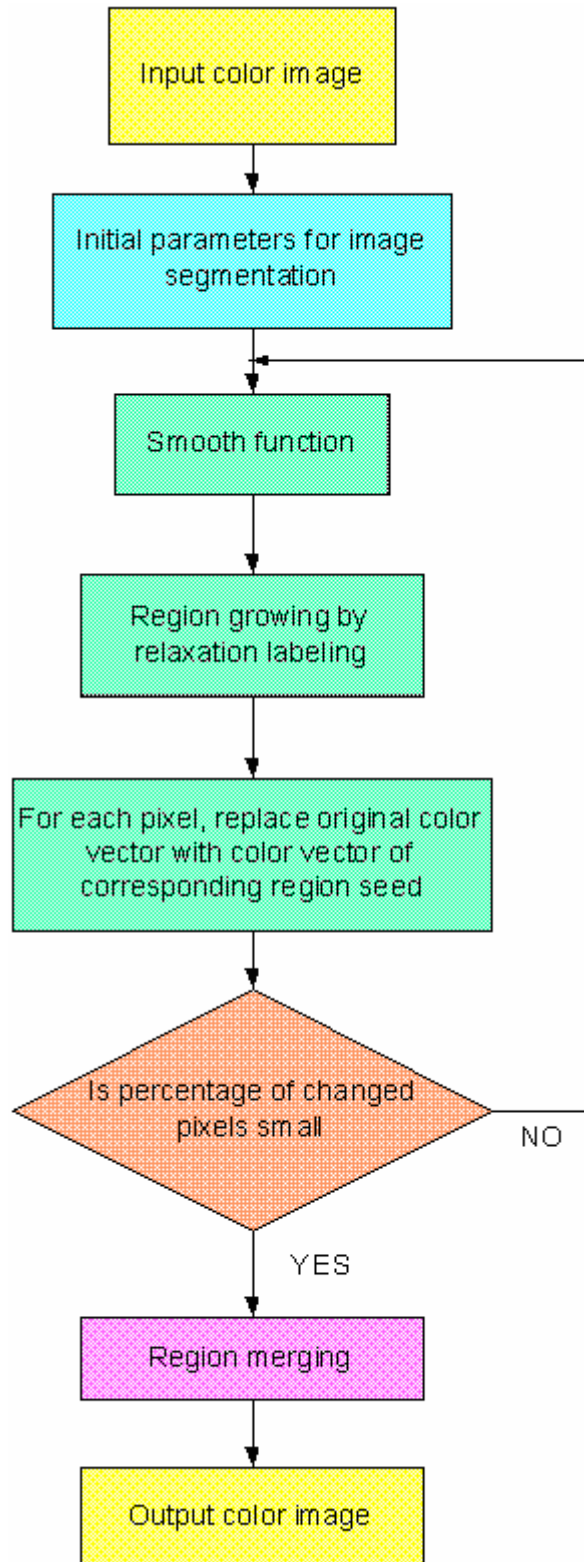 Input color image
Initial parameters for image
segmentation
Smooth function
Region growing by
relaxation labeling
For each pixel, replace original color
vector with color vector of
corresponding region seed
Is percentage of changed
pixels small
NO
YES
Region merging
Output color image